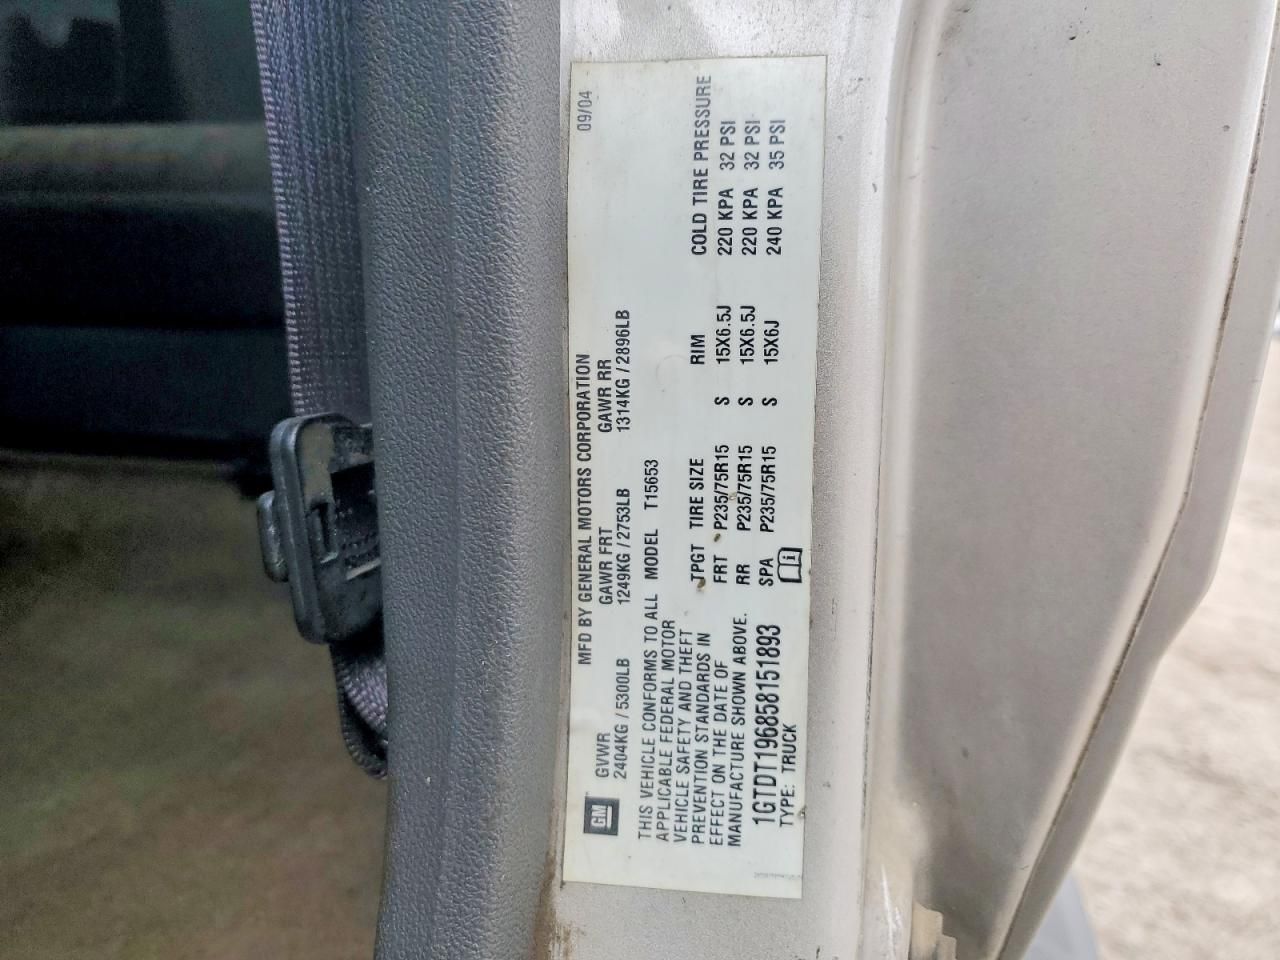 MFD BY GENERAL MOTORS CORPORATION 09/04
GM
GVWR GAWR FRT GAWR RR
2404KG / 5300LB 1249KG / 2753LB 1314KG / 2896LB
THIS VEHICLE CONFORMS TO ALL
APPLICABLE FEDERAL MOTOR
VEHICLE SAFETY AND THEFT
PREVENTION STANDARDS IN
EFFECT ON THE DATE OF
MANUFACTURE SHOWN ABOVE.
1GTDT196858151893
TYPE: TRUCK
MODEL T15653
JPGT TIRE SIZE RIM COLD TIRE PRESSURE
FRT P235/75R15 S 15X6.5J 220 KPA 32 PSI
RR P235/75R15 S 15X6.5J 220 KPA 32 PSI
SPA P235/75R15 S 15X6J 240 KPA 35 PSI
i